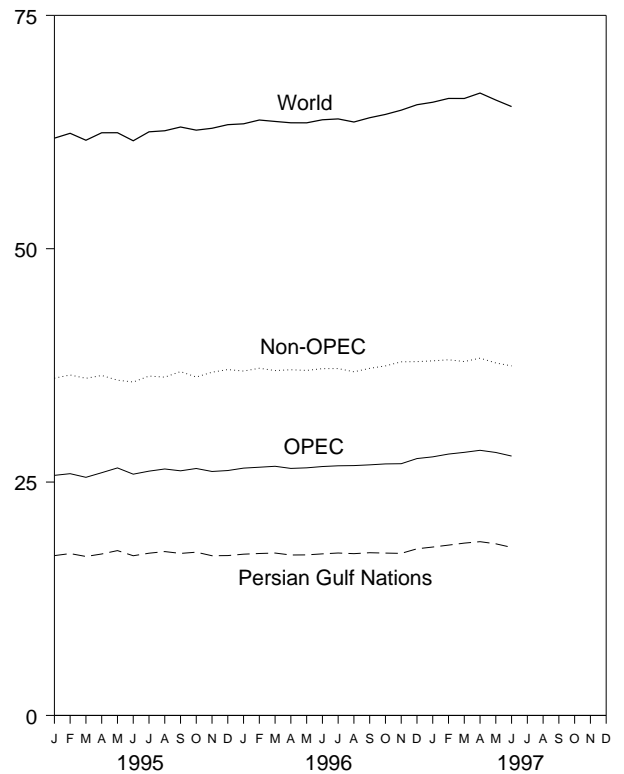 75
World
50
Non-OPEC
OPEC
25
Persian Gulf Nations
0
J F M A M J J A S O N D J F M A M J J A S O N D J F M A M J J A S O N D
1995 1996 1997